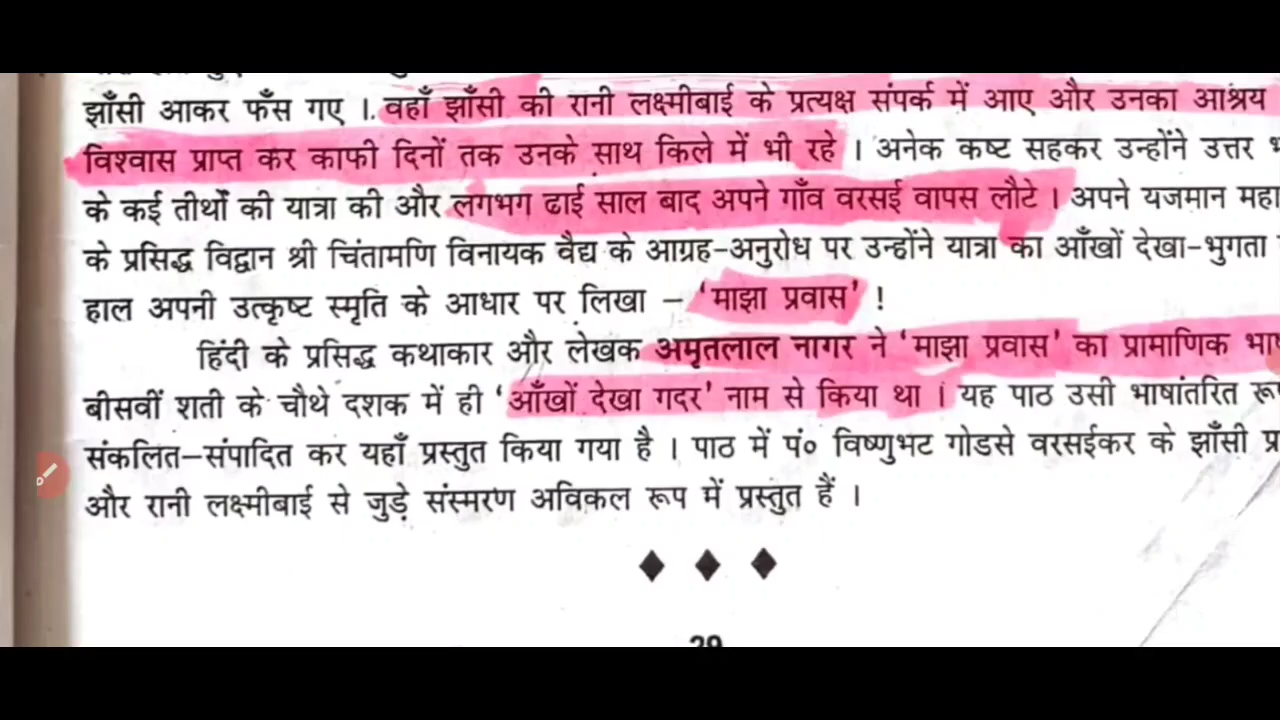 झाँसी आकर फँस गए । वहाँ झाँसी की रानी लक्ष्मीबाई के प्रत्यक्ष संपर्क में आए और उनका आश्रय
विश्वास प्राप्त कर काफी दिनों तक उनके साथ किले में भी रहे । अनेक कष्ट सहकर उन्होंने उत्तर
के कई तीर्थों की यात्रा की और लगभग ढाई साल बाद अपने गाँव वरसई वापस लौटे । अपने यजमान
के प्रसिद्ध विद्वान श्री चिंतामणि विनायक वैद्य के आग्रह-अनुरोध पर उन्होंने यात्रा का आँखों देखा-भुगता
हाल अपनी उत्कृष्ट स्मृति के आधार पर लिखा – ‘माझा प्रवास’ !
हिंदी के प्रसिद्ध कथाकार और लेखक अमृतलाल नागर ने ‘माझा प्रवास’ का प्रामाणिक
बीसवीं शती के चौथे दशक में ही ‘आँखों देखा गदर’ नाम से किया था । यह पाठ उसी भाषांतरित
संकलित-संपादित कर यहाँ प्रस्तुत किया गया है । पाठ में पं० विष्णुभट गोडसे वरसईकर के झाँसी
और रानी लक्ष्मीबाई से जुड़े संस्मरण अविकल रूप में प्रस्तुत हैं ।